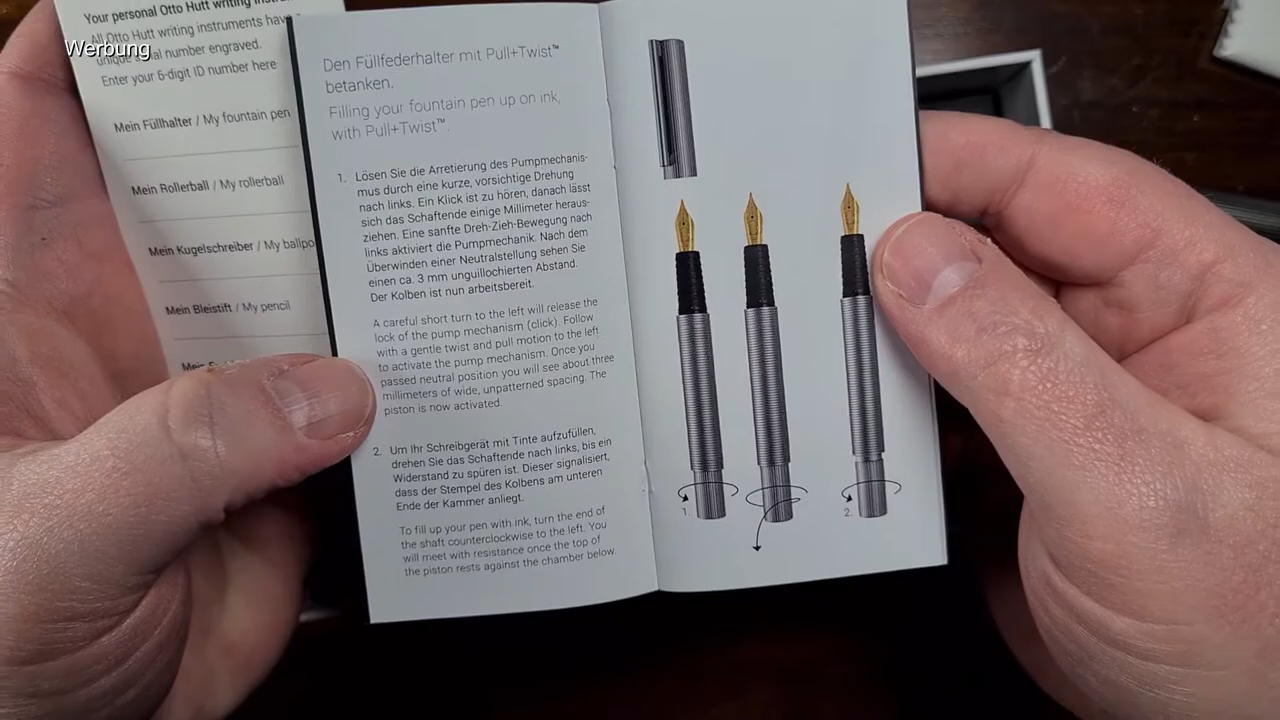 Your personal Otto Hutt writing
All Otto Hutt writing instruments have
Werbung
unique serial number engraved.
Enter your 6-digit ID number here
Mein Füllhalter / My fountain pen
Mein Rollerball / My rollerball
Mein Kugelschreiber / My ballpo
Mein Bleistift / My pencil
Mein
Den Füllfederhalter mit Pull+Twist™
betanken.
Filling your fountain pen up on ink,
with Pull+Twist™.
1. Lösen Sie die Arretierung des Pumpmechanis-
mus durch eine kurze, vorsichtige Drehung
nach links. Ein Klick ist zu hören, danach lässt
sich das Schaftende einige Millimeter heraus-
ziehen. Eine sanfte Dreh-Zieh-Bewegung nach
links aktiviert die Pumpmechanik. Nach dem
Überwinden einer Neutralstellung sehen Sie
einen ca. 3 mm unguillochierten Abstand.
Der Kolben ist nun arbeitsbereit.
A careful short turn to the left will release the
lock of the pump mechanism (click). Follow
with a gentle twist and pull motion to the left
to activate the pump mechanism. Once you
passed neutral position you will see about three
millimeters of wide, unpatterned spacing. The
piston is now activated.
2. Um Ihr Schreibgerät mit Tinte aufzufüllen,
drehen Sie das Schaftende nach links, bis ein
Widerstand zu spüren ist. Dieser signalisiert,
dass der Stempel des Kolbens am unteren
Ende der Kammer anliegt.
To fill up your pen with ink, turn the end of
the shaft counterclockwise to the left. You
will meet with resistance once the top of
the piston rests against the chamber below.
1.
2.